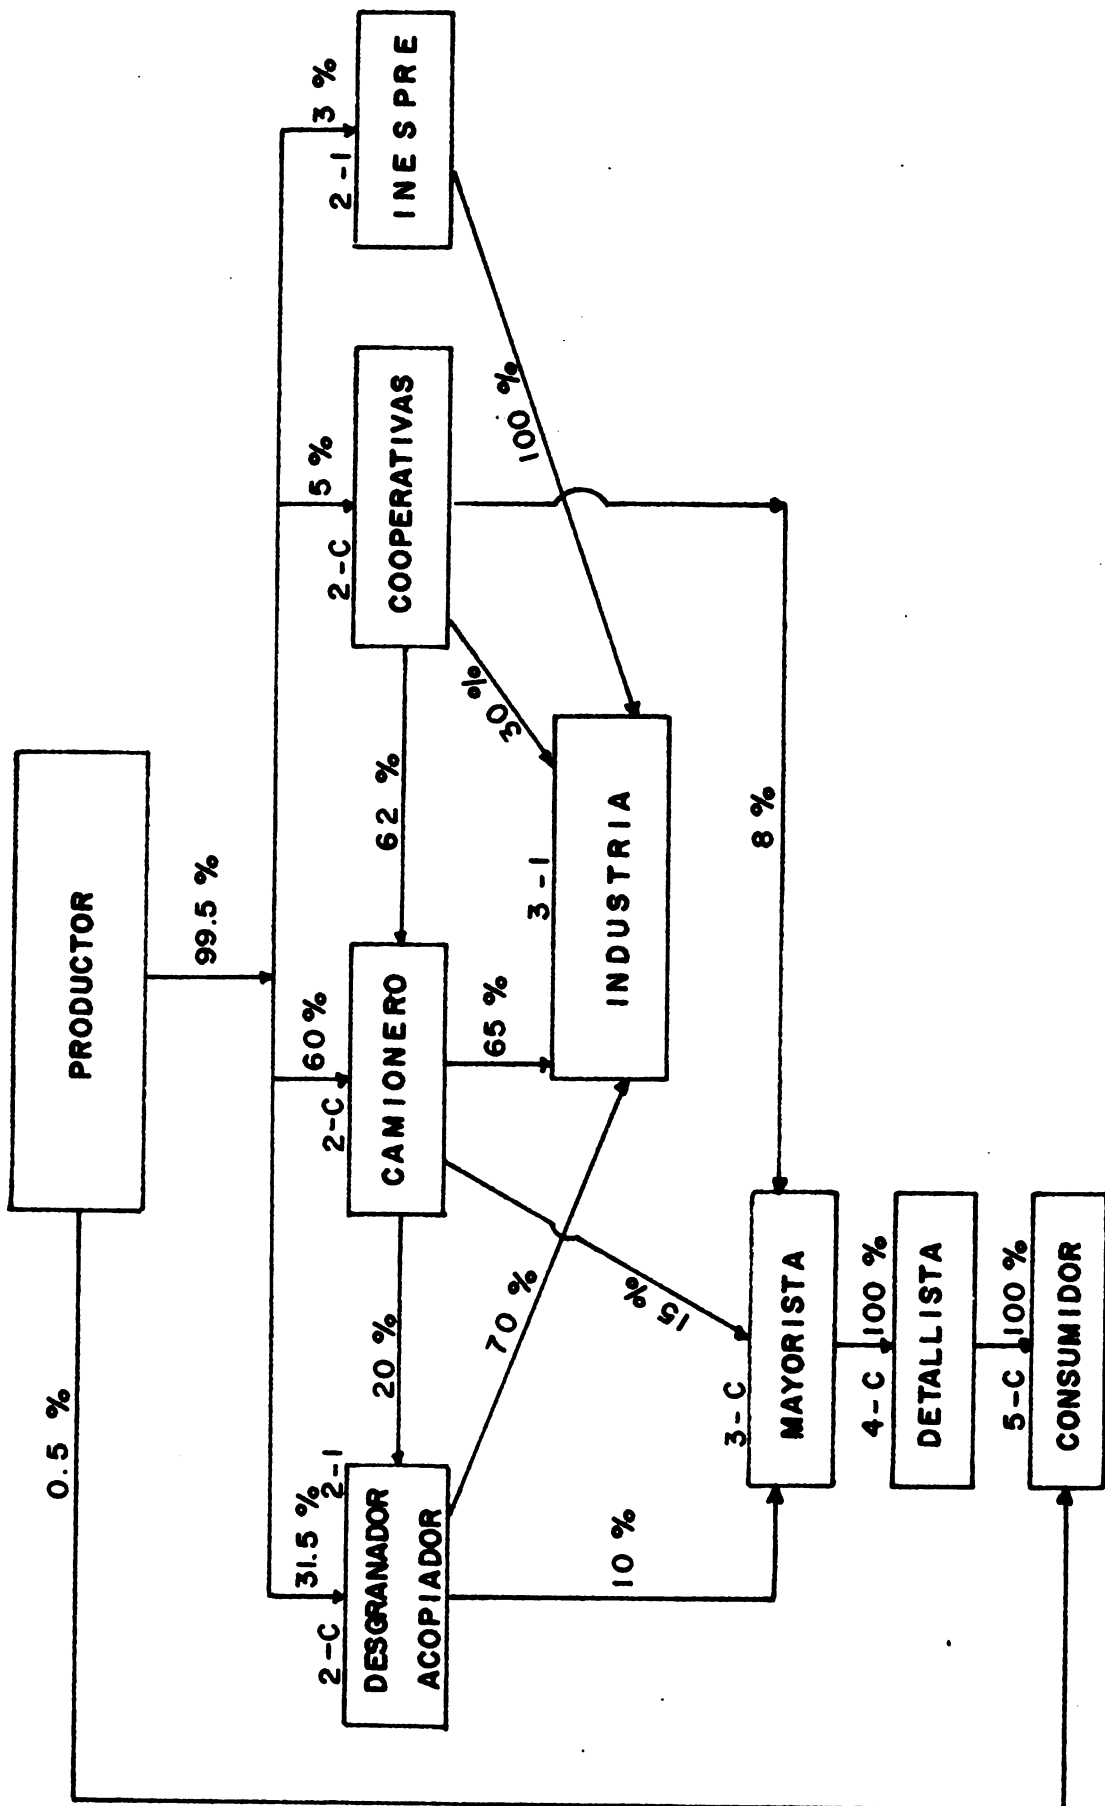 PRODUCTOR
0.5 %
99.5 %
31.5 %
60%
5 %
3 %
2-C
2-I
2-C
2-C
2-I
DESGRANADOR
ACOPIADOR
CAMIONERO
COOPERATIVAS
INESPRE
20 %
62 %
70 %
65 %
30 %
100 %
3-I
INDUSTRIA
10 %
15 %
8 %
3-C
MAYORISTA
4-C
100 %
DETALLISTA
5-C
100 %
CONSUMIDOR